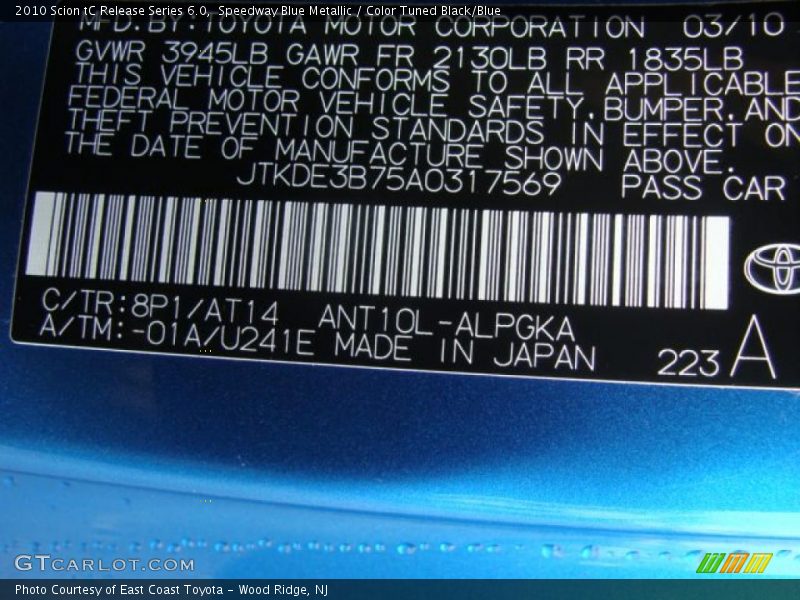 2010 Scion tC Release Series 6.0, Speedway Blue Metallic / Color Tuned Black/Blue
MFD.BY:TOYOTA MOTOR CORPORATION 03/10
GVWR 3945LB GAWR FR 2130LB RR 1835LB
THIS VEHICLE CONFORMS TO ALL APPLICABLE
FEDERAL MOTOR VEHICLE SAFETY,BUMPER,AND
THEFT PREVENTION STANDARDS IN EFFECT ON
THE DATE OF MANUFACTURE SHOWN ABOVE.
JTKDE3B75A0317569 PASS CAR
C/TR:8P1/AT14 ANT10L-ALPGKA
A/TM:-01A/U241E MADE IN JAPAN 223 A
GTCARLOT.COM
Photo Courtesy of East Coast Toyota - Wood Ridge, NJ